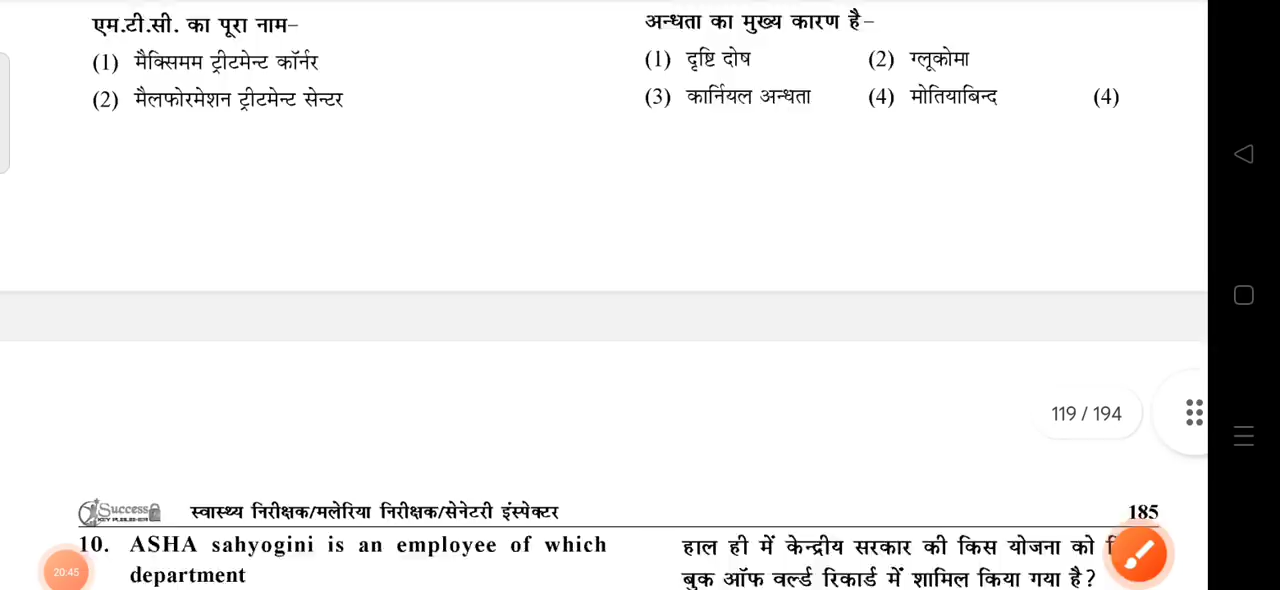 एम.टी.सी. का पूरा नाम–
(1) मैक्सिमम ट्रीटमेन्ट कॉर्नर
(2) मैलफोरमेशन ट्रीटमेन्ट सेन्टर
अन्धता का मुख्य कारण है–
(1) दृष्टि दोष (2) ग्लूकोमा
(3) कार्नियल अन्धता (4) मोतियाबिन्द (4)
119 / 194
Success स्वास्थ्य निरीक्षक/मलेरिया निरीक्षक/सेनेटरी इंस्पेक्टर 185
10. ASHA sahyogini is an employee of which
department
हाल ही में केन्द्रीय सरकार की किस योजना को
बुक ऑफ वर्ल्ड रिकार्ड में शामिल किया गया है?
20:45